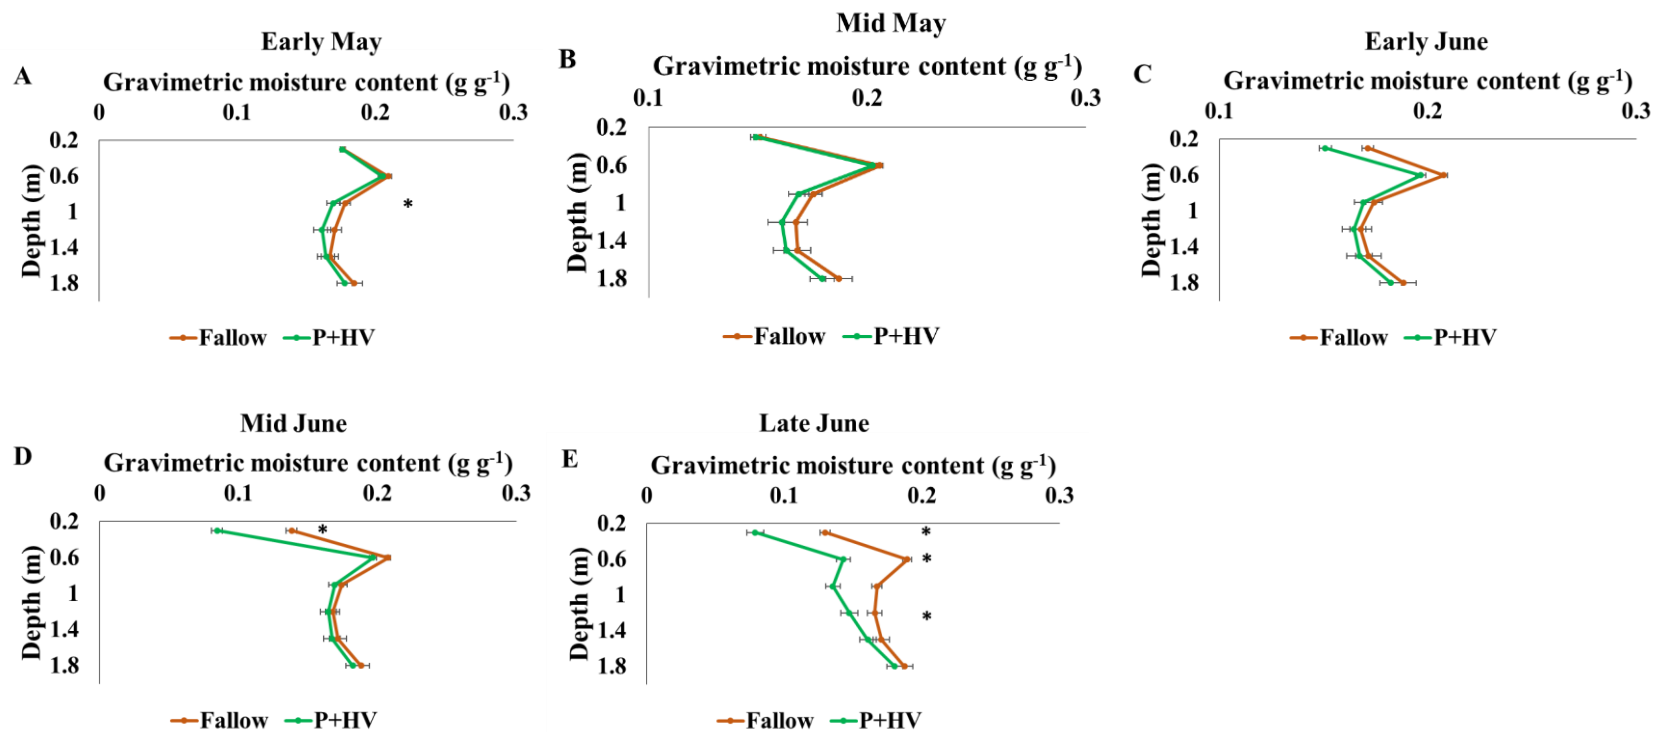 Early May
A
Gravimetric moisture content (g g-1)
0 0.1 0.2 0.3
Depth (m)
0.2
0.6
1
1.4
1.8
*
Fallow P+HV
Mid May
B
Gravimetric moisture content (g g-1)
0.1 0.2 0.3
Depth (m)
0.2
0.6
1
1.4
1.8
Fallow P+HV
Early June
C
Gravimetric moisture content (g g-1)
0.1 0.2 0.3
Depth (m)
0.2
0.6
1
1.4
1.8
Fallow P+HV
Mid June
D
Gravimetric moisture content (g g-1)
0 0.1 0.2 0.3
Depth (m)
0.2
0.6
1
1.4
1.8
*
Fallow P+HV
Late June
E
Gravimetric moisture content (g g-1)
0 0.1 0.2 0.3
Depth (m)
0.2
0.6
1
1.4
1.8
*
*
*
Fallow P+HV